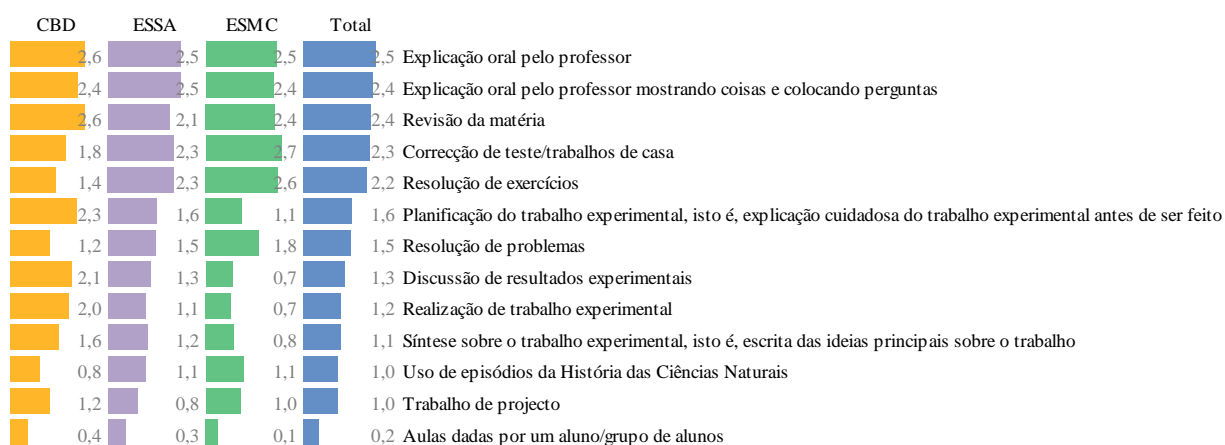 CBD ESSA ESMC Total
2,6 2,5 2,5 2,5 Explicação oral pelo professor
2,4 2,5 2,4 2,4 Explicação oral pelo professor mostrando coisas e colocando perguntas
2,6 2,1 2,4 2,4 Revisão da matéria
1,8 2,3 2,7 2,3 Correcção de teste/trabalhos de casa
1,4 2,3 2,6 2,2 Resolução de exercícios
2,3 1,6 1,1 1,6 Planificação do trabalho experimental, isto é, explicação cuidadosa do trabalho experimental antes de ser feito
1,2 1,5 1,8 1,5 Resolução de problemas
2,1 1,3 0,7 1,3 Discussão de resultados experimentais
2,0 1,1 0,7 1,2 Realização de trabalho experimental
1,6 1,2 0,8 1,1 Síntese sobre o trabalho experimental, isto é, escrita das ideias principais sobre o trabalho
0,8 1,1 1,1 1,0 Uso de episódios da História das Ciências Naturais
1,2 0,8 1,0 1,0 Trabalho de projecto
0,4 0,3 0,1 0,2 Aulas dadas por um aluno/grupo de alunos